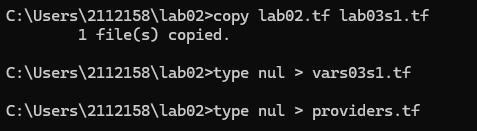 C:\Users\2112158\lab02>copy lab02.tf lab03s1.tf
        1 file(s) copied.
C:\Users\2112158\lab02>type nul > vars03s1.tf
C:\Users\2112158\lab02>type nul > providers.tf